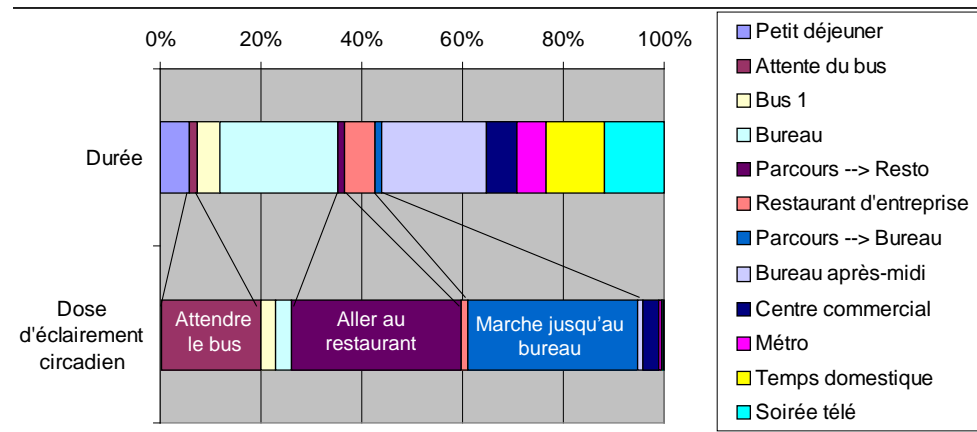 0% 20% 40% 60% 80% 100%
Durée
Dose
d'éclairement
circadien
Attendre
le bus
Aller au
restaurant
Marche jusqu’au
bureau
Petit déjeuner
Attente du bus
Bus 1
Bureau
Parcours --> Resto
Restaurant d'entreprise
Parcours --> Bureau
Bureau après-midi
Centre commercial
Métro
Temps domestique
Soirée télé